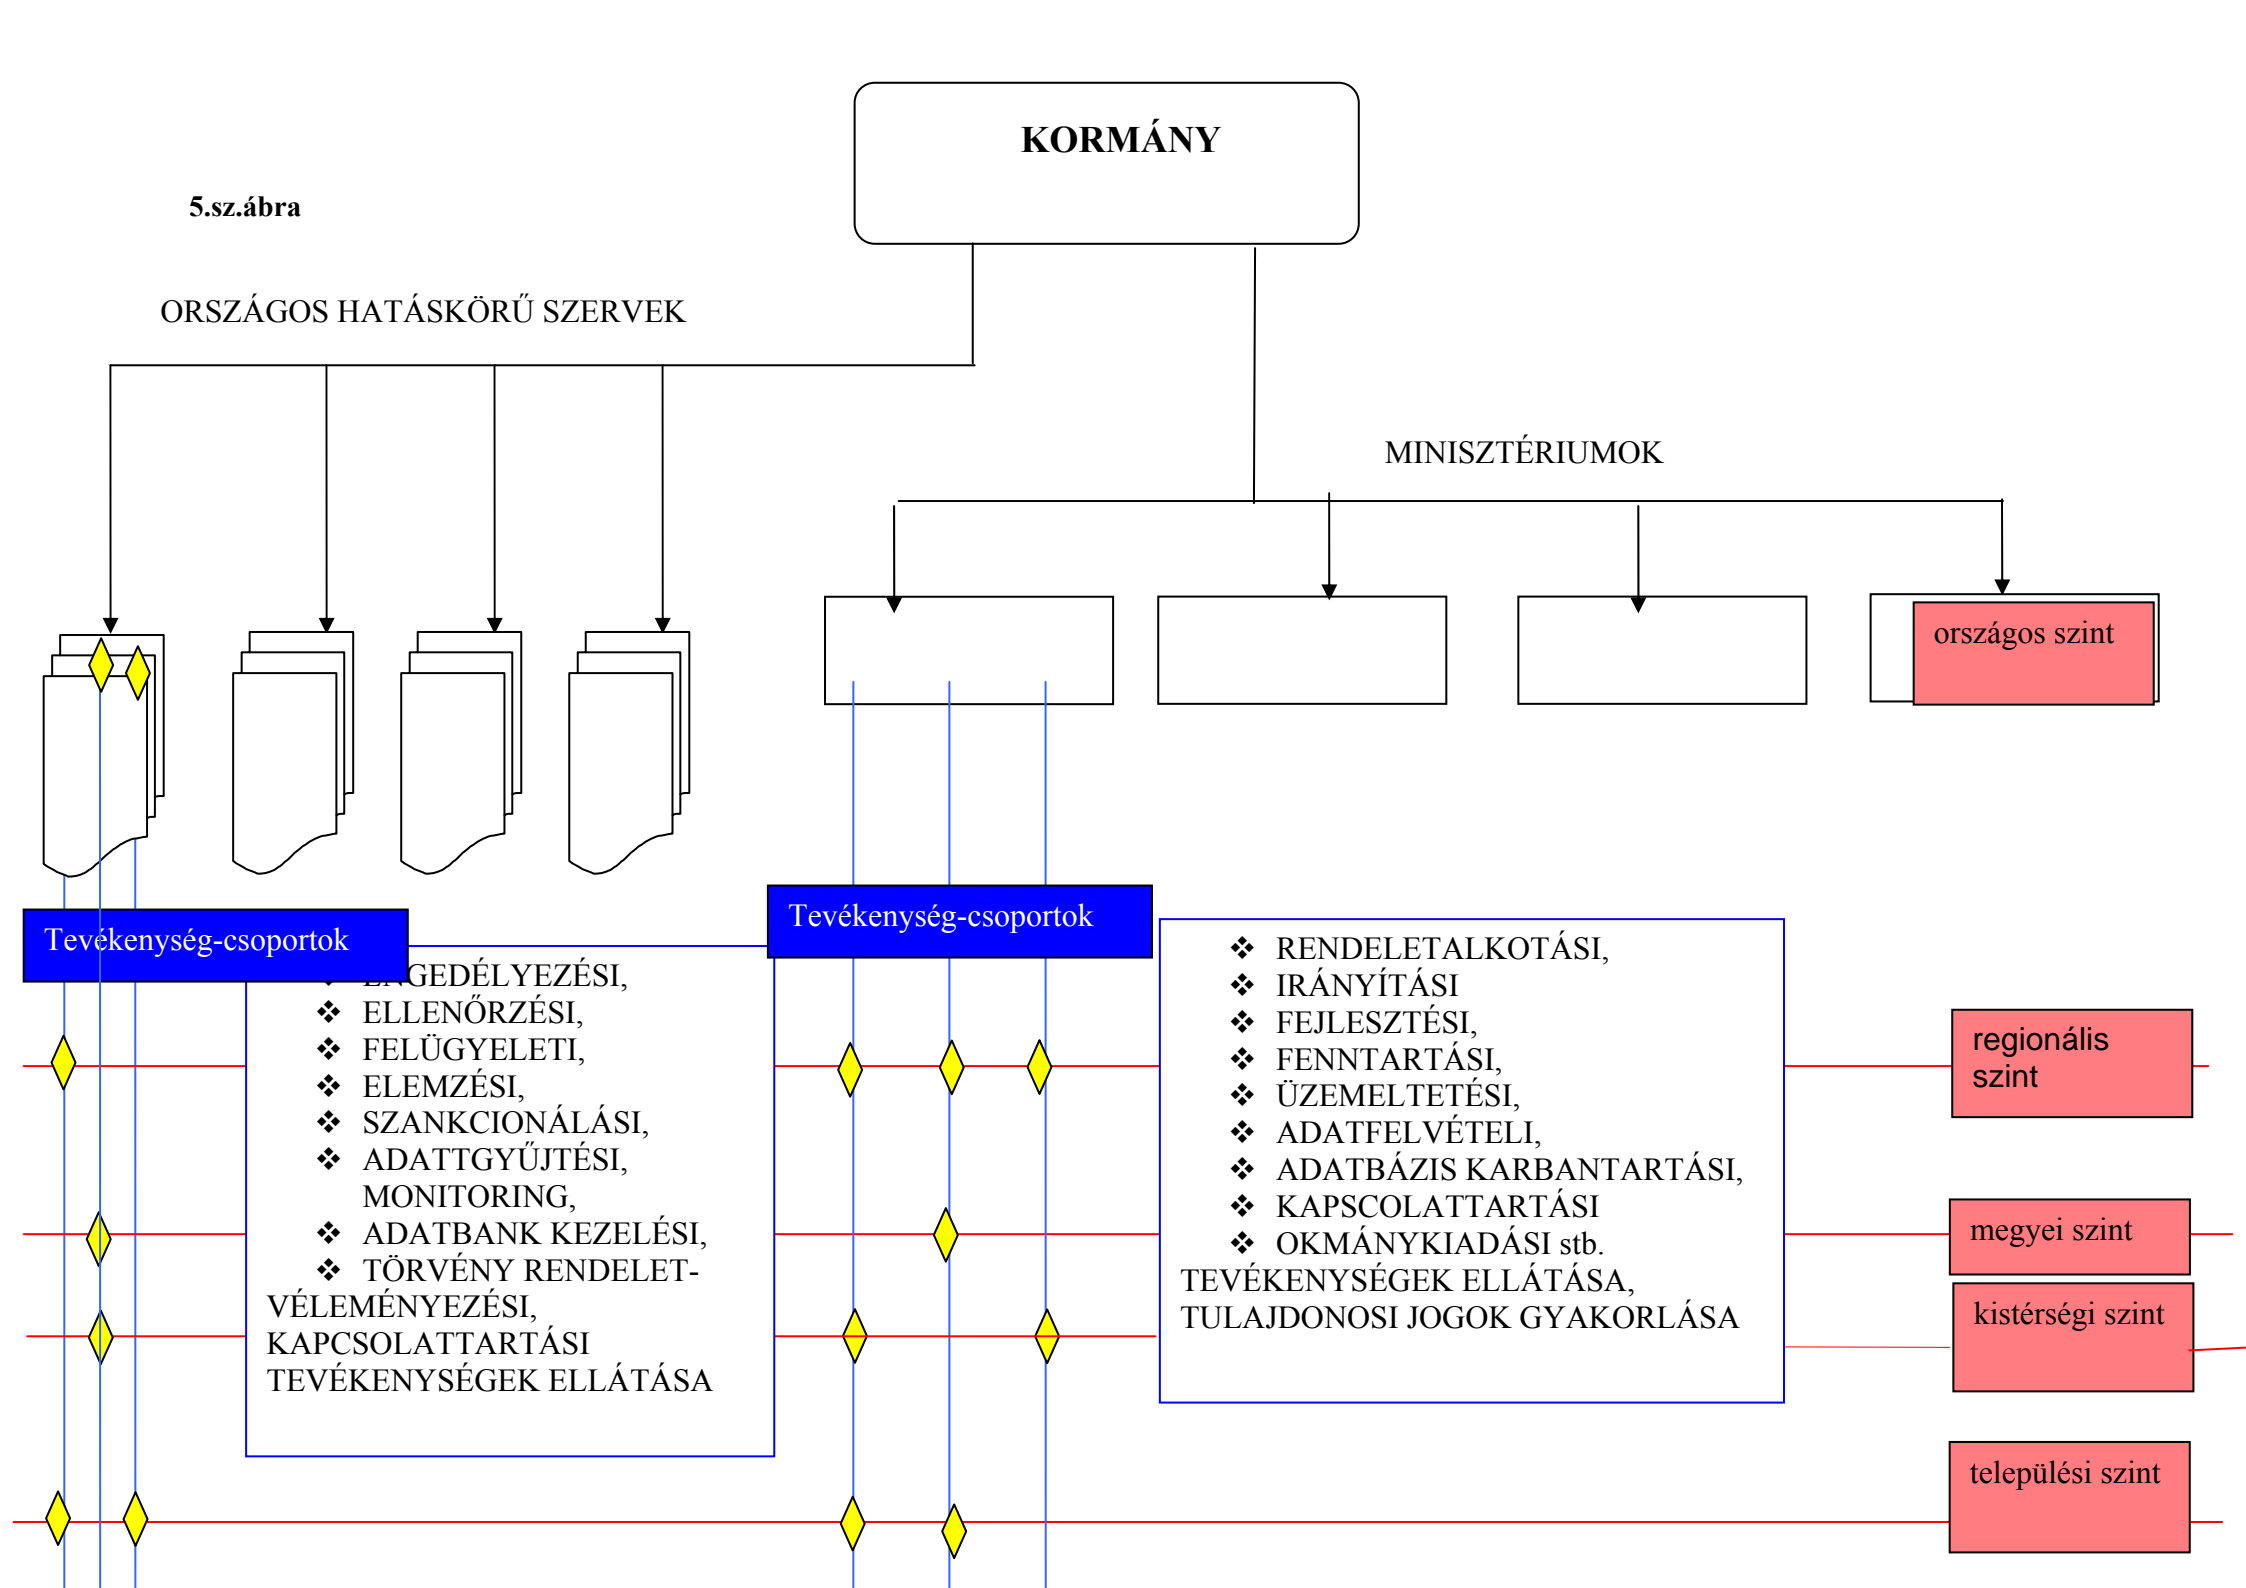 KORMÁNY
5.sz.ábra
ORSZÁGOS HATÁSKÖRŰ SZERVEK
MINISZTÉRIUMOK
országos szint
Tevékenység-csoportok
❖ ENGEDÉLYEZÉSI,
❖ ELLENŐRZÉSI,
❖ FELÜGYELETI,
❖ ELEMZÉSI,
❖ SZANKCIONÁLÁSI,
❖ ADATTGYŰJTÉSI,
MONITORING,
❖ ADATBANK KEZELÉSI,
❖ TÖRVÉNY RENDELET-
VÉLEMÉNYEZÉSI,
KAPCSOLATTARTÁSI
TEVÉKENYSÉGEK ELLÁTÁSA
Tevékenység-csoportok
❖ RENDELETALKOTÁSI,
❖ IRÁNYÍTÁSI
❖ FEJLESZTÉSI,
❖ FENNTARTÁSI,
❖ ÜZEMELTETÉSI,
❖ ADATFELVÉTELI,
❖ ADATBÁZIS KARBANTARTÁSI,
❖ KAPSCOLATTARTÁSI
❖ OKMÁNYKIADÁSI stb.
TEVÉKENYSÉGEK ELLÁTÁSA,
TULAJDONOSI JOGOK GYAKORLÁSA
regionális
szint
megyei szint
kistérségi szint
települési szint